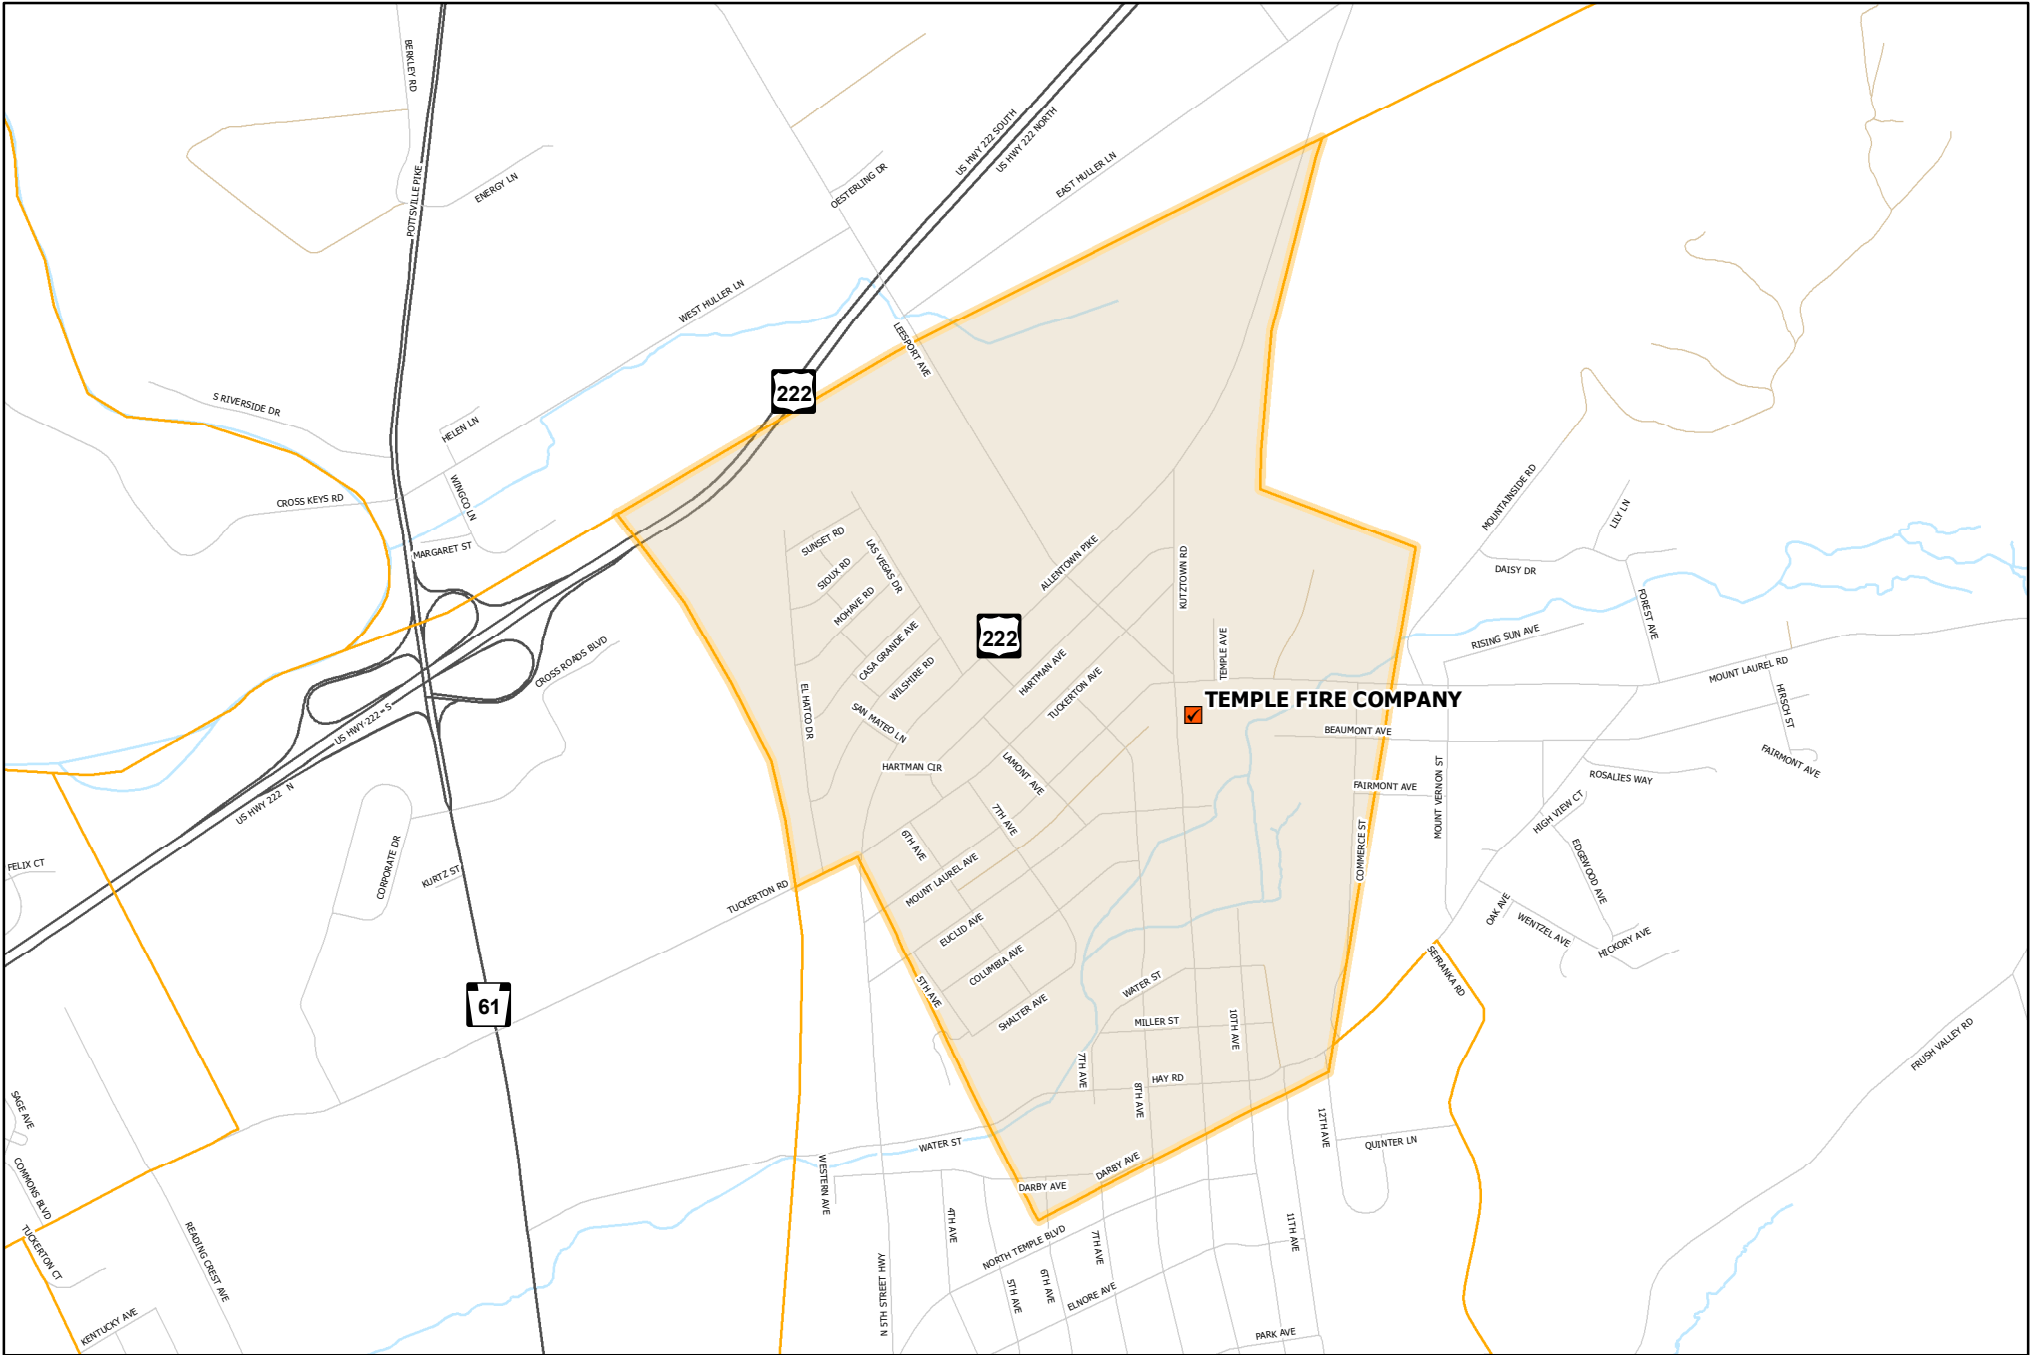 BERKLEY RD
POTTSVILLE PIKE
ENERGY LN
US HWY 222 SOUTH
US HWY 222 NORTH
OESTERLING DR
EAST HULLER LN
WEST HULLER LN
LEESPORT AVE
222
S RIVERSIDE DR
HELEN LN
CROSS KEYS RD
WINGCO LN
MARGARET ST
MOUNTAINSIDE RD
LILY LN
SUNSET RD
LAS VEGAS DR
SIOUX RD
ALLENTOWN PIKE
KUTZTOWN RD
DAISY DR
MOHAVE RD
FOREST AVE
222
CASA GRANDE AVE
RISING SUN AVE
TEMPLE AVE
CROSS ROADS BLVD
WILSHIRE RD
HARTMAN AVE
MOUNT LAUREL RD
TUCKERTON AVE
TEMPLE FIRE COMPANY
EL HATCO DR
HIRSCH ST
US HWY 222 - S
SAN MATEO LN
BEAUMONT AVE
HARTMAN CIR
LAMONT AVE
FAIRMONT AVE
FAIRMONT AVE
ROSALIES WAY
MOUNT VERNON ST
US HWY 222 N
HIGH VIEW CT
7TH AVE
6TH AVE
COMMERCE ST
FELIX CT
CORPORATE DR
KURTZ ST
EDGEWOOD AVE
MOUNT LAUREL AVE
TUCKERTON RD
OAK AVE
EUCLID AVE
WENTZEL AVE
HICKORY AVE
COLUMBIA AVE
SEFRANKA RD
WATER ST
5TH AVE
61
SHALTER AVE
MILLER ST
10TH AVE
FRUSH VALLEY RD
7TH AVE
HAY RD
8TH AVE
SAGE AVE
12TH AVE
WATER ST
QUINTER LN
COMMONS BLVD
WESTERN AVE
DARBY AVE
DARBY AVE
4TH AVE
11TH AVE
TUCKERTON CT
READING CREST AVE
NORTH TEMPLE BLVD
7TH AVE
N 5TH STREET HWY
5TH AVE
6TH AVE
ELNORE AVE
KENTUCKY AVE
PARK AVE